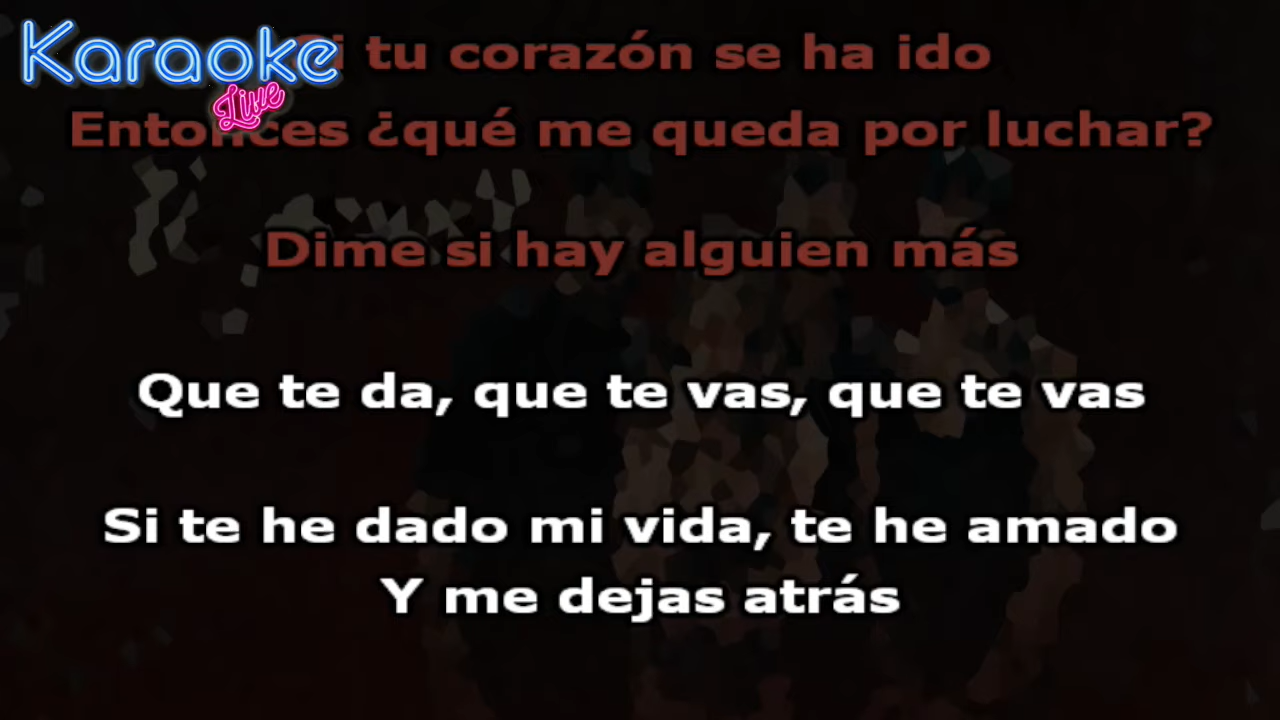 Karaoke
Live
Si tu corazón se ha ido
Entonces ¿qué me queda por luchar?
Dime si hay alguien más
Que te da, que te vas, que te vas
Si te he dado mi vida, te he amado
Y me dejas atrás